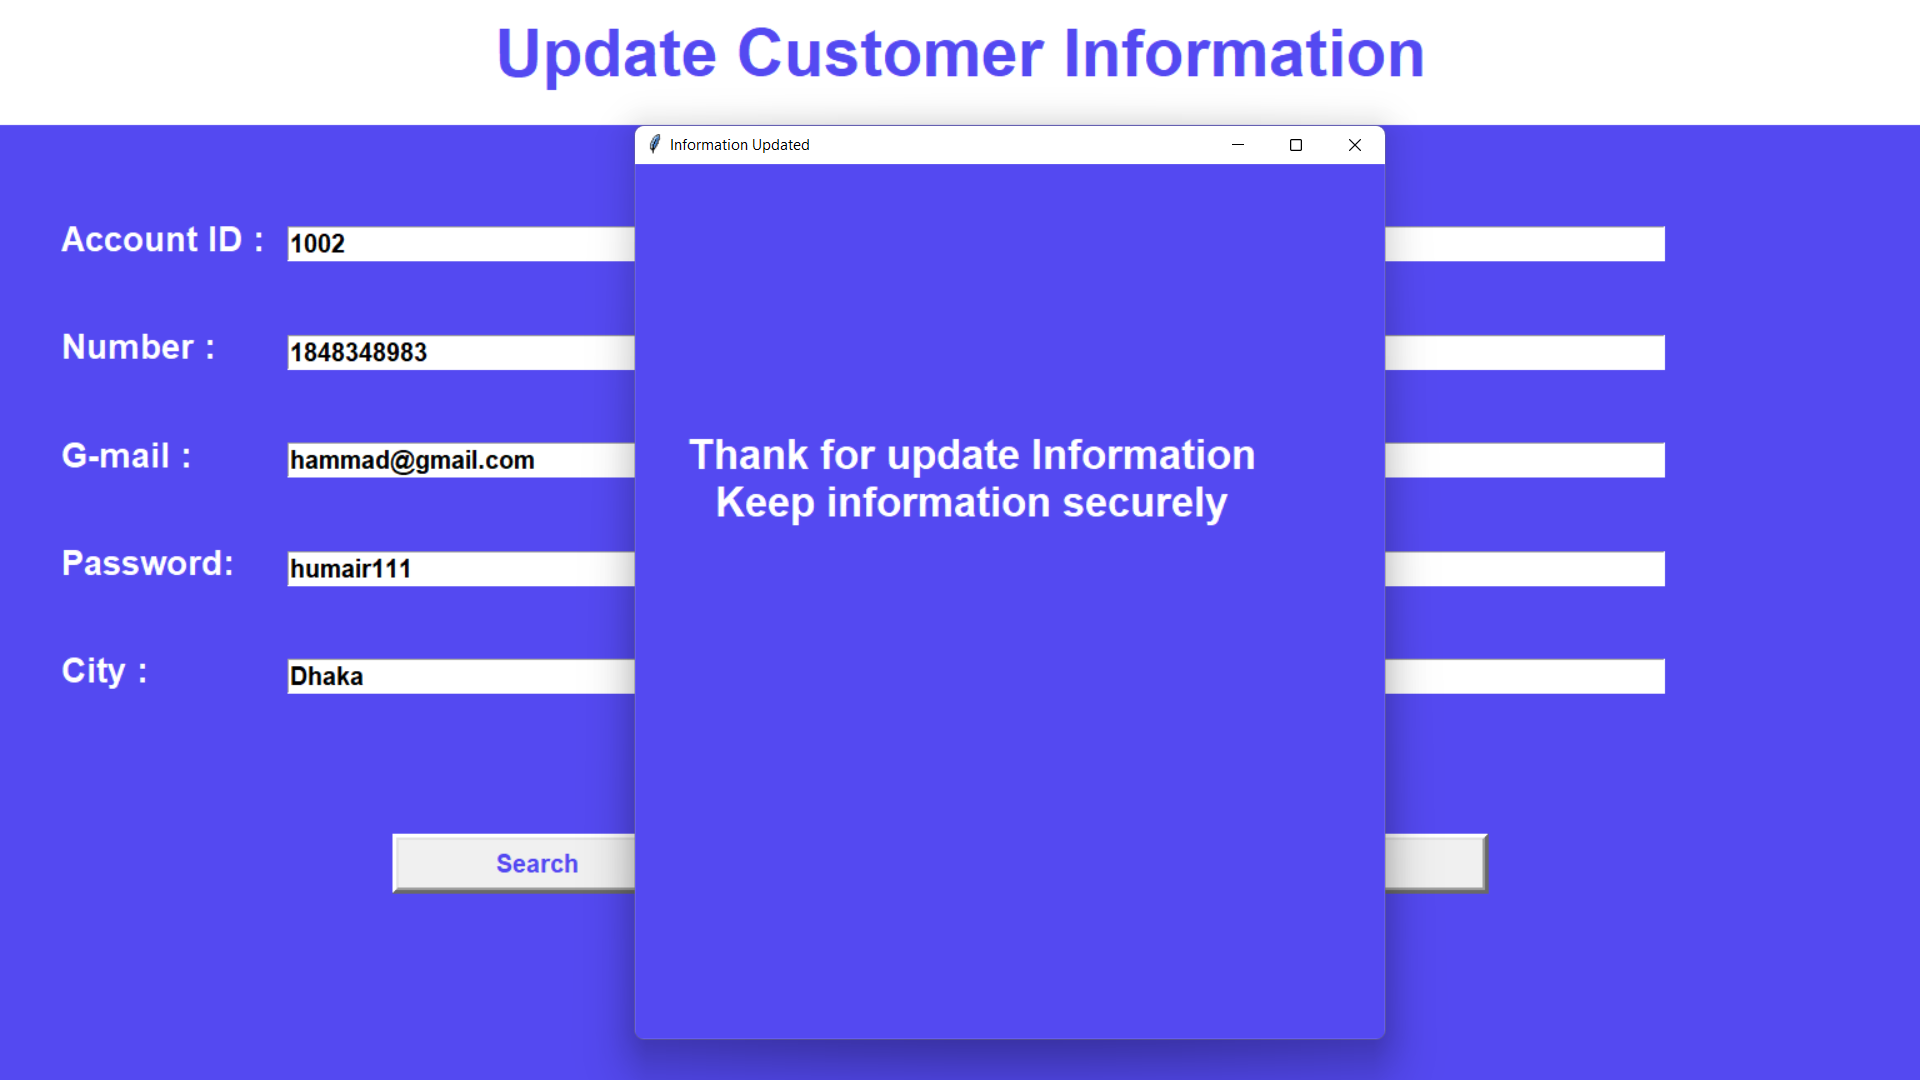 Update Customer Information
Information Updated
Account ID : 1002
Number : 1848348983
G-mail : hammad@gmail.com
Thank for update Information
Keep information securely
Password: humair111
City : Dhaka
Search